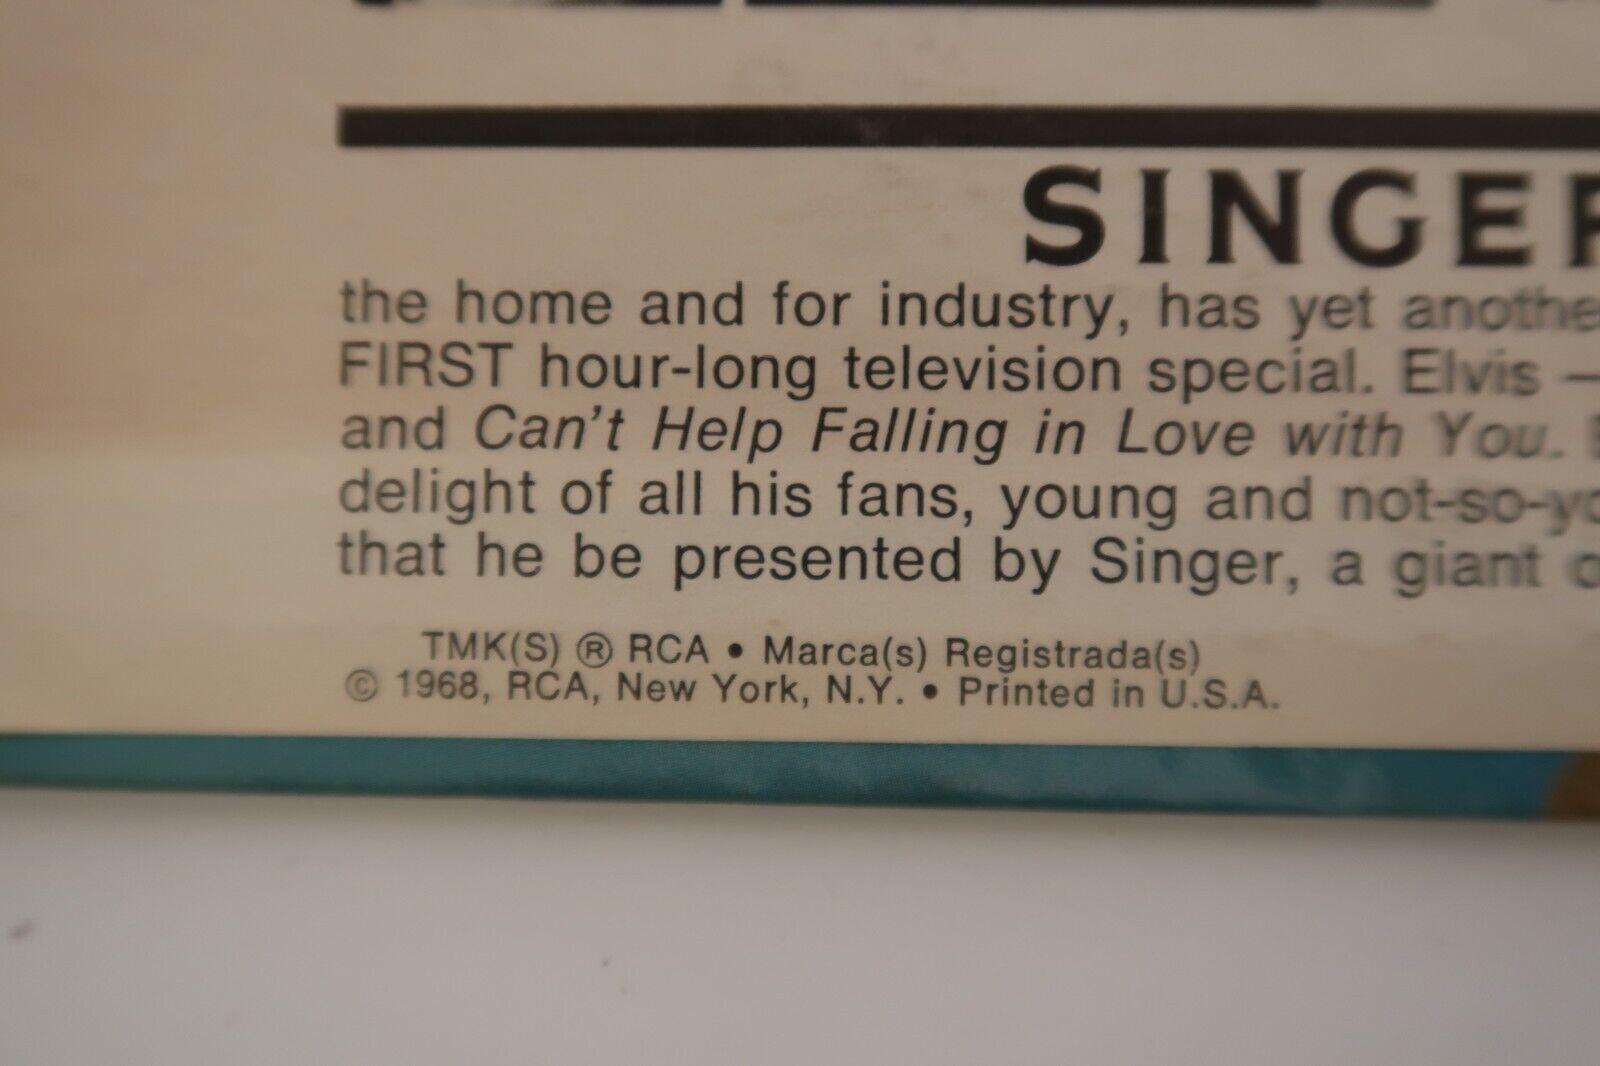 SINGER
the home and for industry, has yet anothe
FIRST hour-long television special. Elvis —
and Can't Help Falling in Love with You.
delight of all his fans, young and not-so-yo
that he be presented by Singer, a giant
TMK(S) ® RCA • Marca(s) Registrada(s)
© 1968, RCA, New York, N.Y. • Printed in U.S.A.